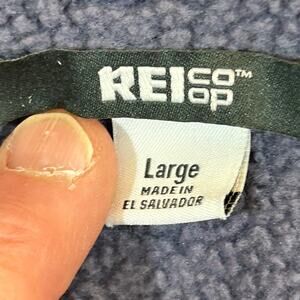 REI CO OP™
Large
MADE IN
EL SALVADOR